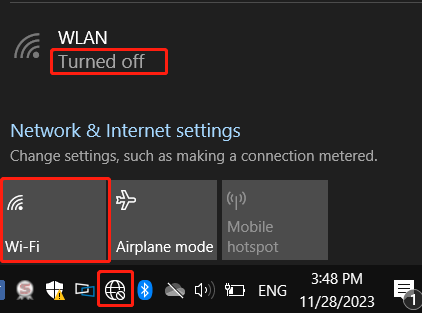 WLAN
Turned off
Network & Internet settings
Change settings, such as making a connection metered.
Wi-Fi
Airplane mode
Mobile
hotspot
ENG
3:48 PM
11/28/2023
1